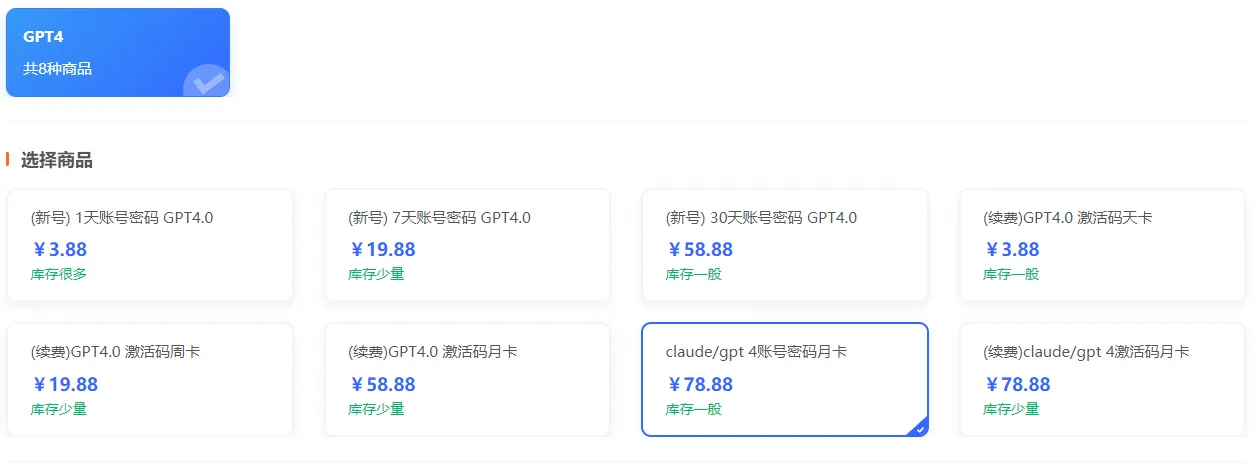 GPT4
共8种商品
选择商品
(新号) 1天账号密码 GPT4.0
￥3.88
库存很多
(新号) 7天账号密码 GPT4.0
￥19.88
库存少量
(新号) 30天账号密码 GPT4.0
￥58.88
库存一般
(续费)GPT4.0 激活码天卡
￥3.88
库存一般
(续费)GPT4.0 激活码周卡
￥19.88
库存少量
(续费)GPT4.0 激活码月卡
￥58.88
库存少量
claude/gpt 4账号密码月卡
￥78.88
库存一般
(续费)claude/gpt 4激活码月卡
￥78.88
库存少量